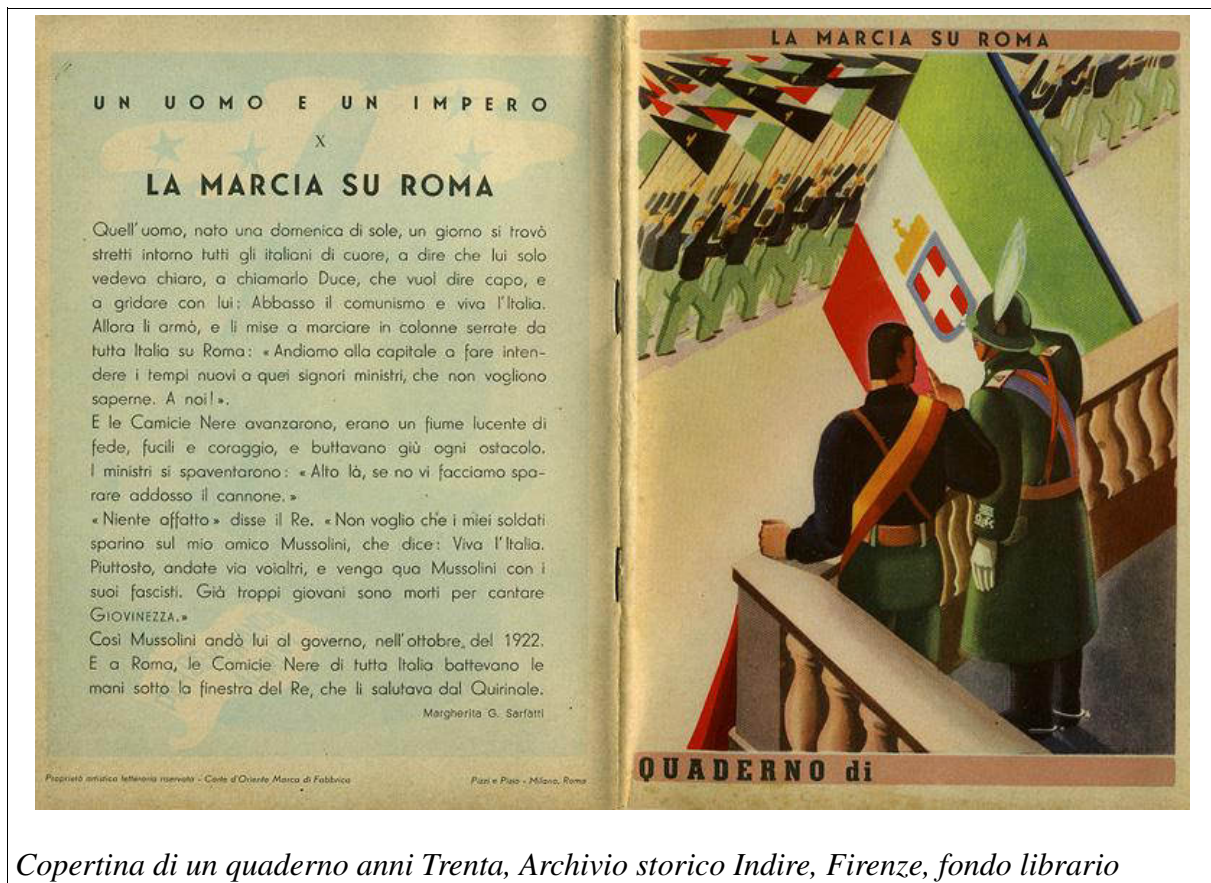 UN UOMO E UN IMPERO
X
LA MARCIA SU ROMA
Quell'uomo, nato una domenica di sole, un giorno si trovò
stretti intorno tutti gli italiani di cuore, a dire che lui solo
vedeva chiaro, a chiamarlo Duce, che vuol dire capo, e
a gridare con lui: Abbasso il comunismo e viva l'Italia.
Allora li armò, e li mise a marciare in colonne serrate da
tutta Italia su Roma: « Andiamo alla capitale a fare inten-
dere i tempi nuovi a quei signori ministri, che non vogliono
saperne. A noi! ».
E le Camicie Nere avanzarono, erano un fiume lucente di
fede, fucili e coraggio, e buttavano giù ogni ostacolo.
I ministri si spaventarono: « Alto là, se no vi facciamo spa-
rare addosso il cannone. »
« Niente affatto » disse il Re. « Non voglio che i miei soldati
sparino sul mio amico Mussolini, che dice: Viva l'Italia.
Piuttosto, andate via voialtri, e venga qua Mussolini con i
suoi fascisti. Già troppi giovani sono morti per cantare
GIOVINEZZA.»
Così Mussolini andò lui al governo, nell'ottobre, del 1922.
E a Roma, le Camicie Nere di tutta Italia battevano le
mani sotto la finestra del Re, che li salutava dal Quirinale.
Margherita G. Sarfatti
Proprietà artistica letteraria riservata - Carte d'Oriente Marca di Fabbrica
Pizzi e Pizio - Milano, Roma
LA MARCIA SU ROMA
QUADERNO di
Copertina di un quaderno anni Trenta, Archivio storico Indire, Firenze, fondo librario